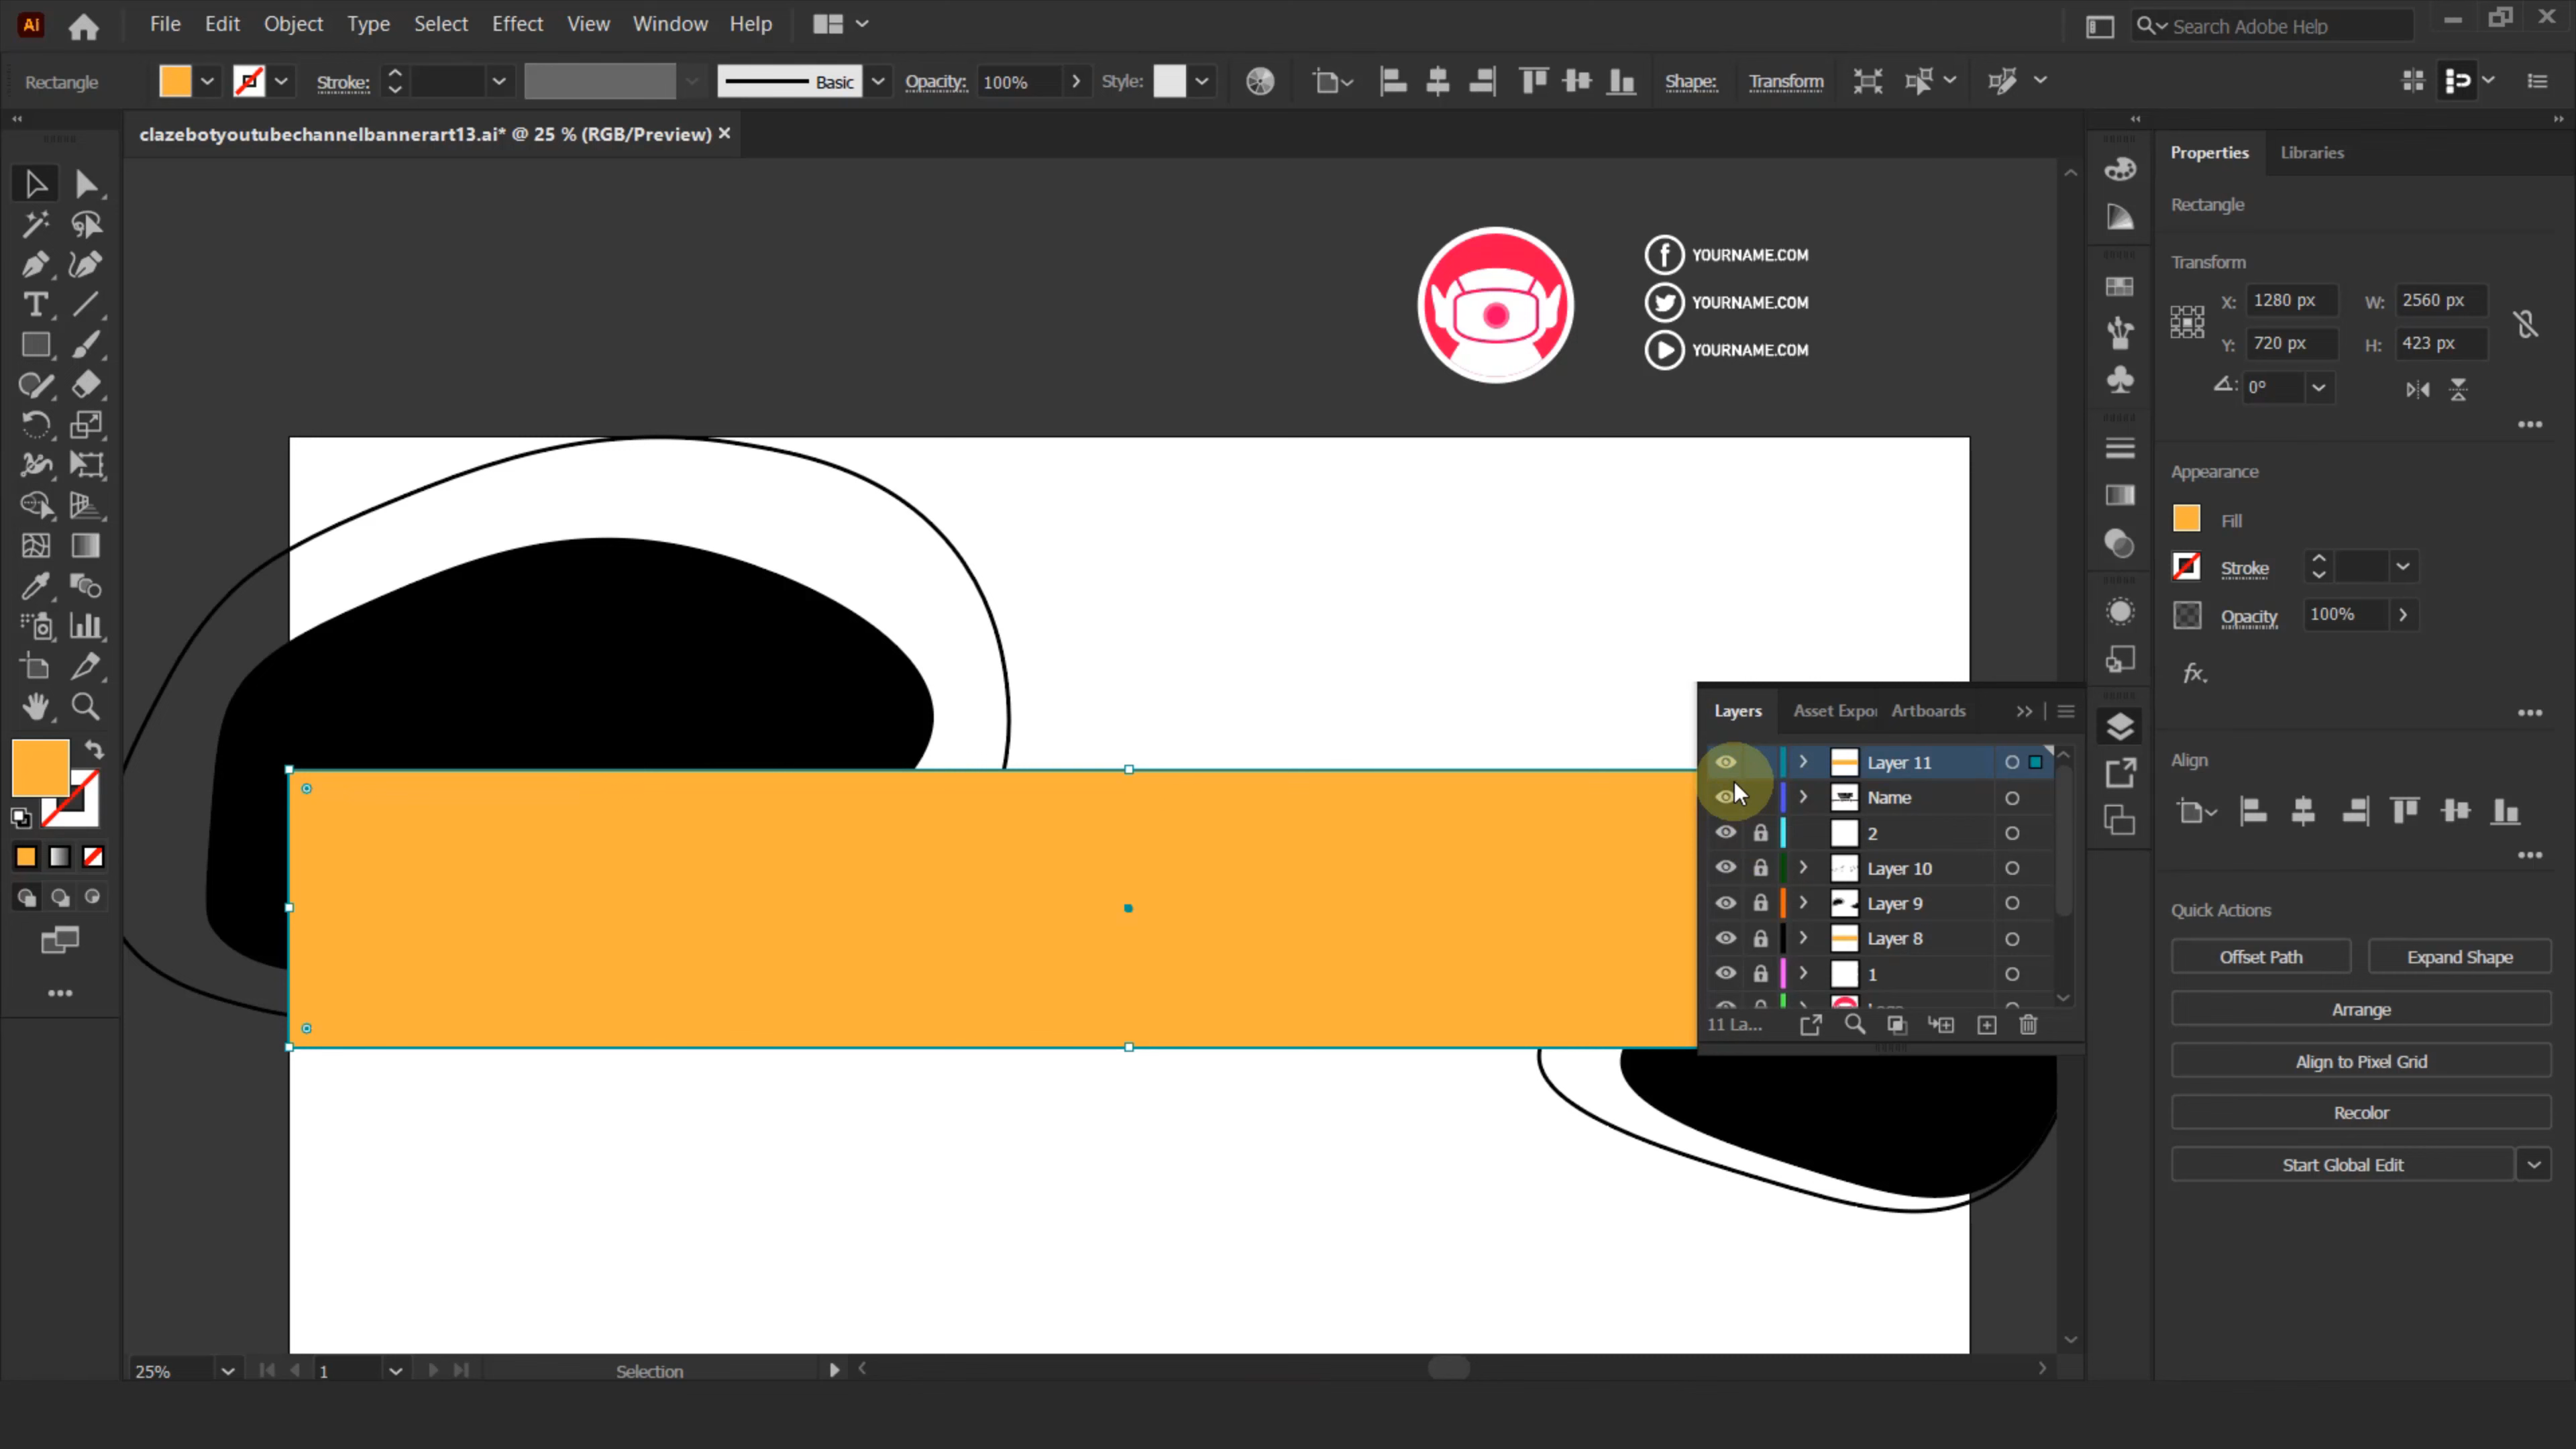 Ai File Edit Object Type Select Effect View Window Help Search Adobe Help
Rectangle Stroke: Basic Opacity: 100% Style: Shape: Transform
clazebotyoutubechannelbannerart13.ai* @ 25 % (RGB/Preview) ×
Properties Libraries
Rectangle
Transform
X: 1280 px W: 2560 px
Y: 720 px H: 423 px
0°
Appearance
Fill
Stroke
Opacity 100%
fx.
Align
Quick Actions
Offset Path Expand Shape
Arrange
Align to Pixel Grid
Recolor
Start Global Edit
YOURNAME.COM
YOURNAME.COM
YOURNAME.COM
Layers Asset Expor Artboards
Layer 11
Name
2
Layer 10
Layer 9
Layer 8
1
11 La...
25% 1 Selection